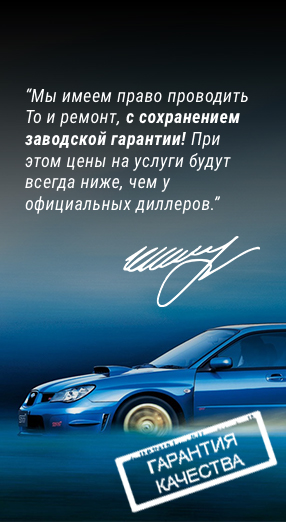 “Мы имеем право проводить
То и ремонт, с сохранением
заводской гарантии! При
этом цены на услуги будут
всегда ниже, чем у
официальных диллеров.”
ГАРАНТИЯ
КАЧЕСТВА